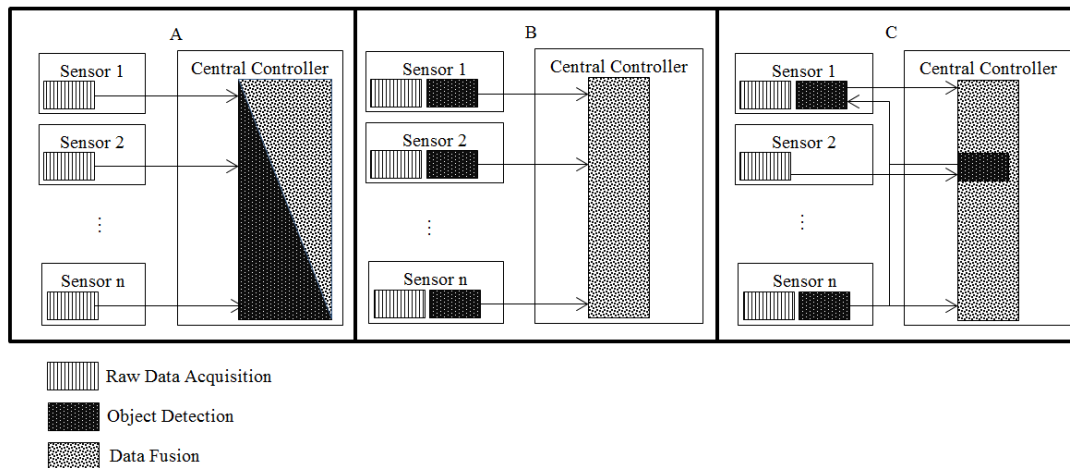 A
Sensor 1
Central Controller
Sensor 2
⋮
Sensor n
B
Sensor 1
Central Controller
Sensor 2
⋮
Sensor n
C
Sensor 1
Central Controller
Sensor 2
⋮
Sensor n
Raw Data Acquisition
Object Detection
Data Fusion